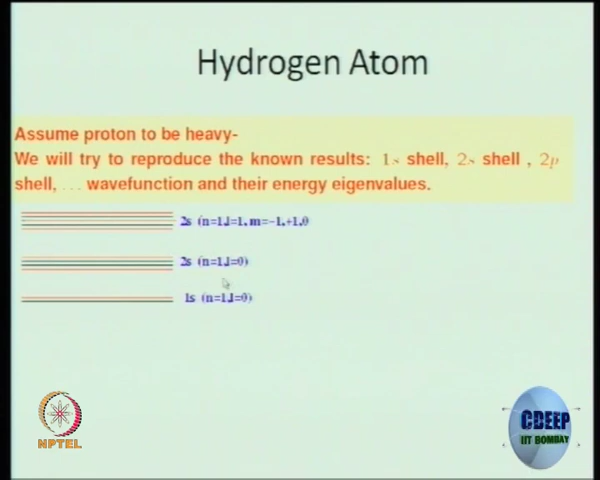 Hydrogen Atom
Assume proton to be heavy-
We will try to reproduce the known results: 1s shell, 2s shell , 2p
shell, ... wavefunction and their energy eigenvalues.
2s (n=1,l=1, m=-1,+1,0
2s (n=1,l=0)
1s (n=1,l=0)
NPTEL
CDEEP
IIT BOMBAY